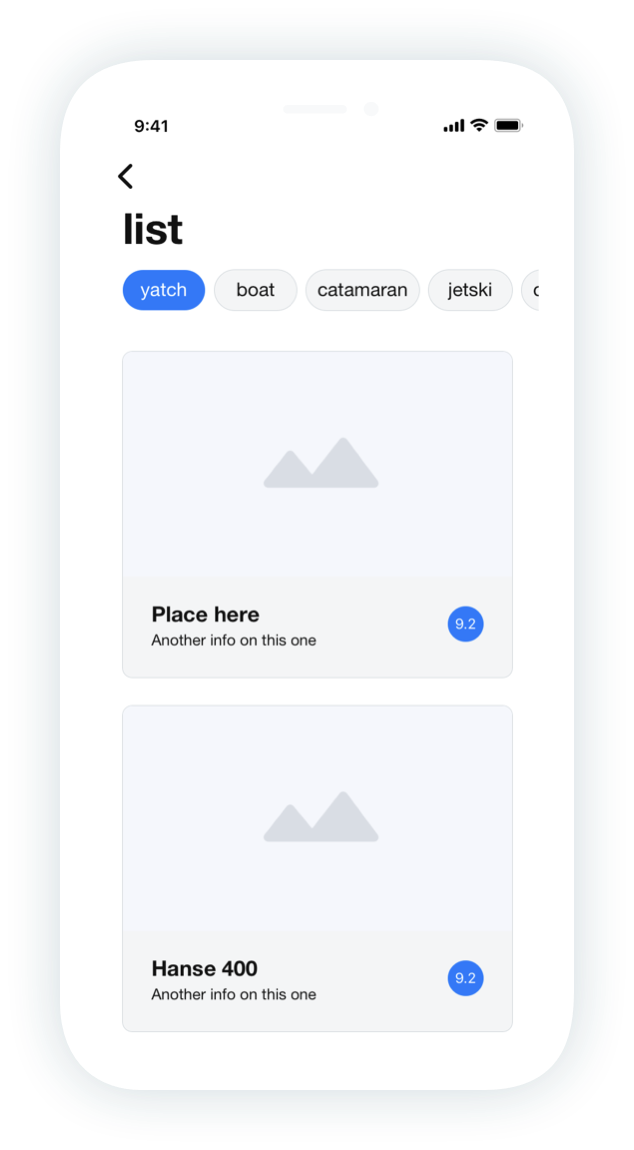 9:41
list
yatch boat catamaran jetski
Place here
Another info on this one
9.2
Hanse 400
Another info on this one
9.2